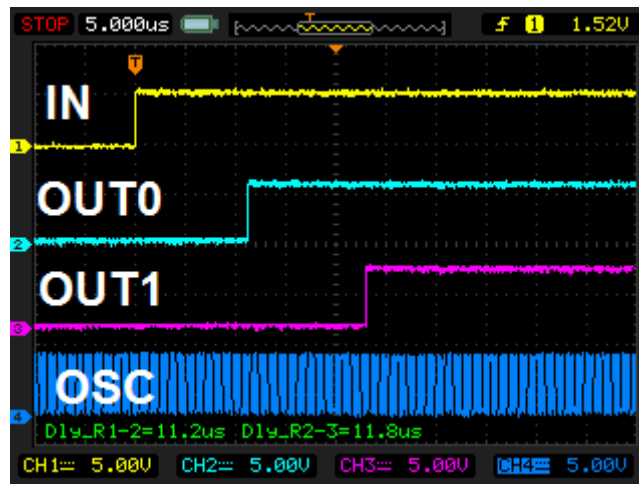 STOP 5.000us T f 1 1.52V
T
IN
1
OUT0
2
OUT1
3
OSC
4
Dly_R1-2=11.2us Dly_R2-3=11.8us
CH1 5.00V CH2 5.00V CH3 5.00V CH4 5.00V